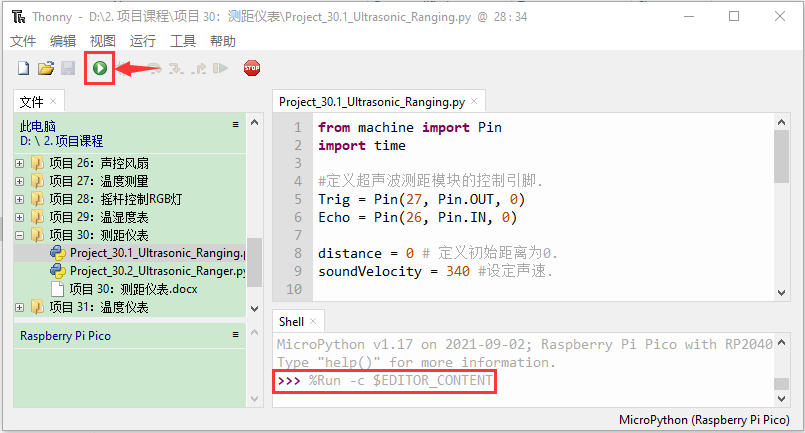 Thonny - D:\2.项目课程\项目 30：测距仪表\Project_30.1_Ultrasonic_Ranging.py @ 28:34
文件 编辑 视图 运行 工具 帮助
STOP
文件
此电脑
D: \ 2. 项目课程
项目 26：声控风扇
项目 27：温度测量
项目 28：摇杆控制RGB灯
项目 29：温湿度表
项目 30：测距仪表
Project_30.1_Ultrasonic_Ranging.p
Project_30.2_Ultrasonic_Ranger.py
项目 30：测距仪表.docx
项目 31：温度仪表
Raspberry Pi Pico
Project_30.1_Ultrasonic_Ranging.py
1 from machine import Pin
2 import time
3
4 #定义超声波测距模块的控制引脚.
5 Trig = Pin(27, Pin.OUT, 0)
6 Echo = Pin(26, Pin.IN, 0)
7
8 distance = 0 # 定义初始距离为0.
9 soundVelocity = 340 #设定声速.
10
Shell
MicroPython v1.17 on 2021-09-02; Raspberry Pi Pico with RP2040
Type "help()" for more information.
>>> %Run -c $EDITOR_CONTENT
MicroPython (Raspberry Pi Pico)